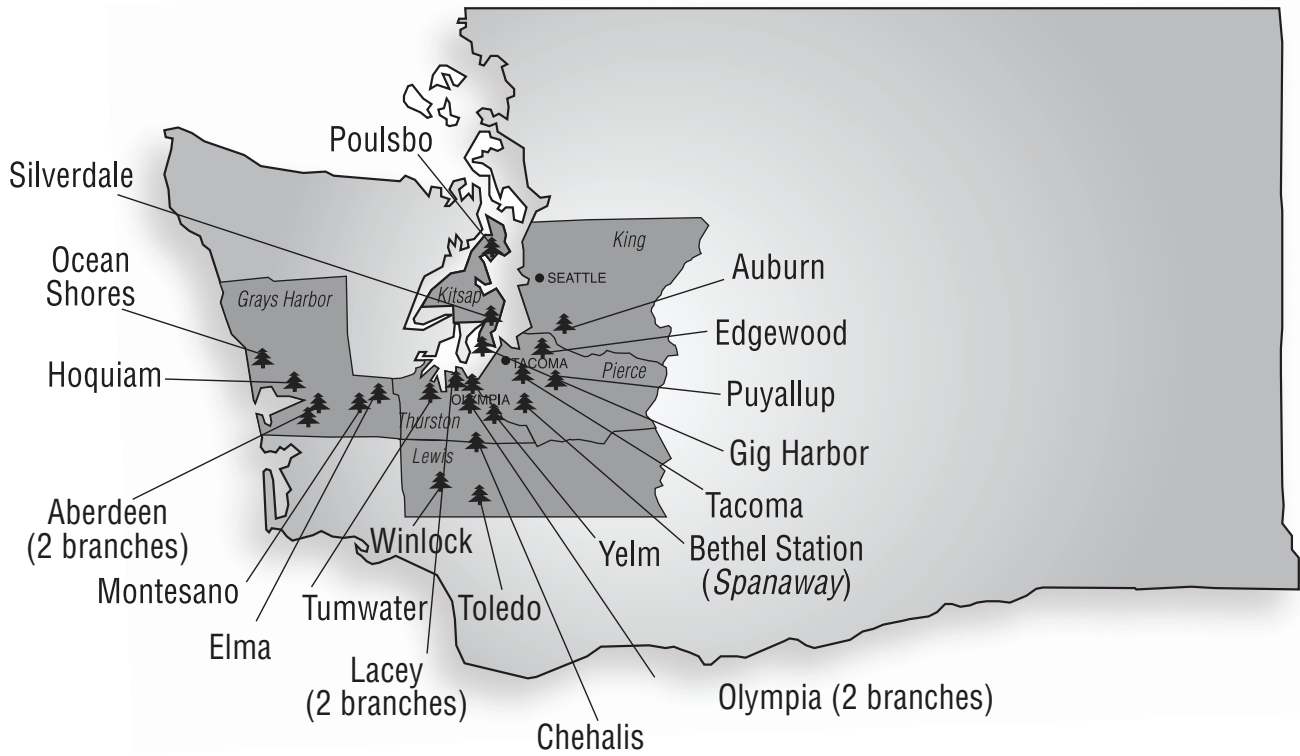 Poulsbo
Silverdale
Ocean
Shores
Hoquiam
Aberdeen
(2 branches)
Montesano
Elma
Tumwater
Lacey
(2 branches)
Winlock
Toledo
Chehalis
Yelm
Olympia (2 branches)
Bethel Station
(Spanaway)
Tacoma
Gig Harbor
Puyallup
Edgewood
Auburn
King
SEATTLE
Kitsap
Grays Harbor
TACOMA
Pierce
OLYMPIA
Thurston
Lewis